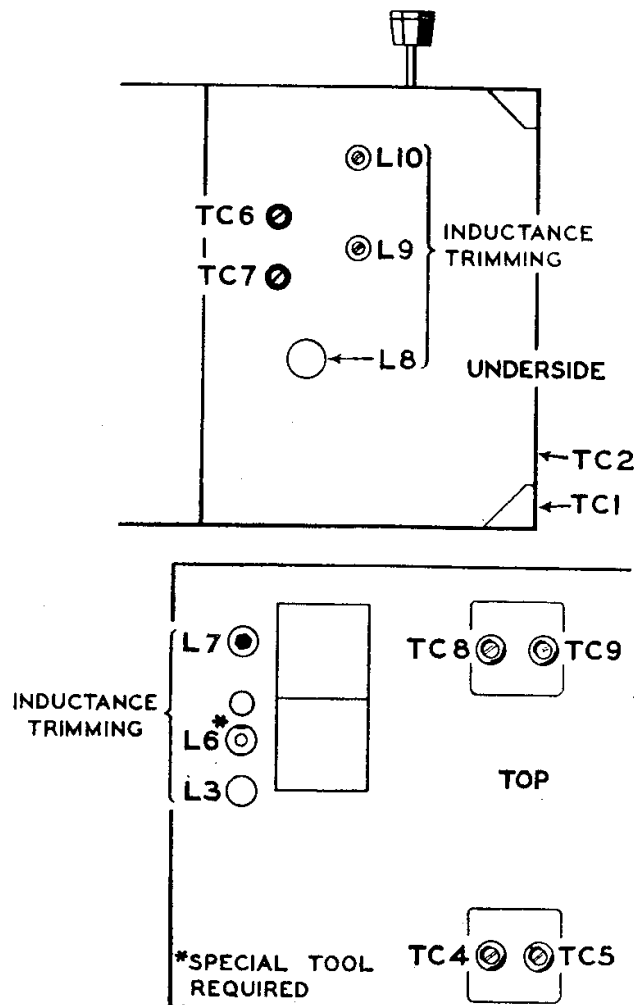 L10
TC6
L9
INDUCTANCE
TRIMMING
TC7
L8
UNDERSIDE
TC2
TC1
L7
TC8
TC9
INDUCTANCE
TRIMMING
*
L6
L3
TOP
TC4
TC5
*SPECIAL TOOL
REQUIRED